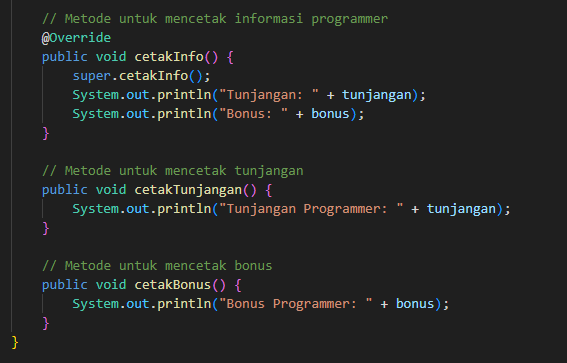 // Metode untuk mencetak informasi programmer
@Override
public void cetakInfo() {
super.cetakInfo();
System.out.println("Tunjangan: " + tunjangan);
System.out.println("Bonus: " + bonus);
}
// Metode untuk mencetak tunjangan
public void cetakTunjangan() {
System.out.println("Tunjangan Programmer: " + tunjangan);
}
// Metode untuk mencetak bonus
public void cetakBonus() {
System.out.println("Bonus Programmer: " + bonus);
}
}